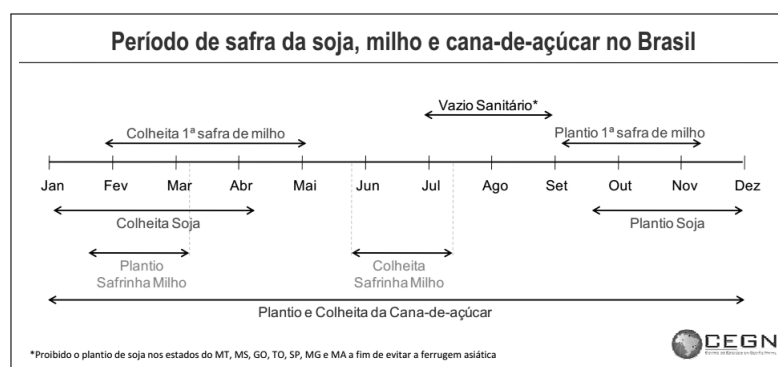 Período de safra da soja, milho e cana-de-açúcar no Brasil
Vazio Sanitário*
Colheita 1ª safra de milho
Plantio 1ª safra de milho
Jan Fev Mar Abr Mai Jun Jul Ago Set Out Nov Dez
Colheita Soja
Plantio Soja
Plantio
Safrinha Milho
Colheita
Safrinha Milho
Plantio e Colheita da Cana-de-açúcar
CEGN
*Proibido o plantio de soja nos estados do MT, MS, GO, TO, SP, MG e MA a fim de evitar a ferrugem asiática